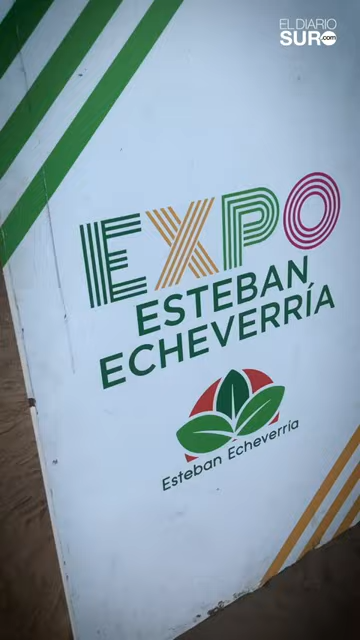 EL DIARIO
SUR.com
EXPO
ESTEBAN
ECHEVERRÍA
Esteban Echeverría